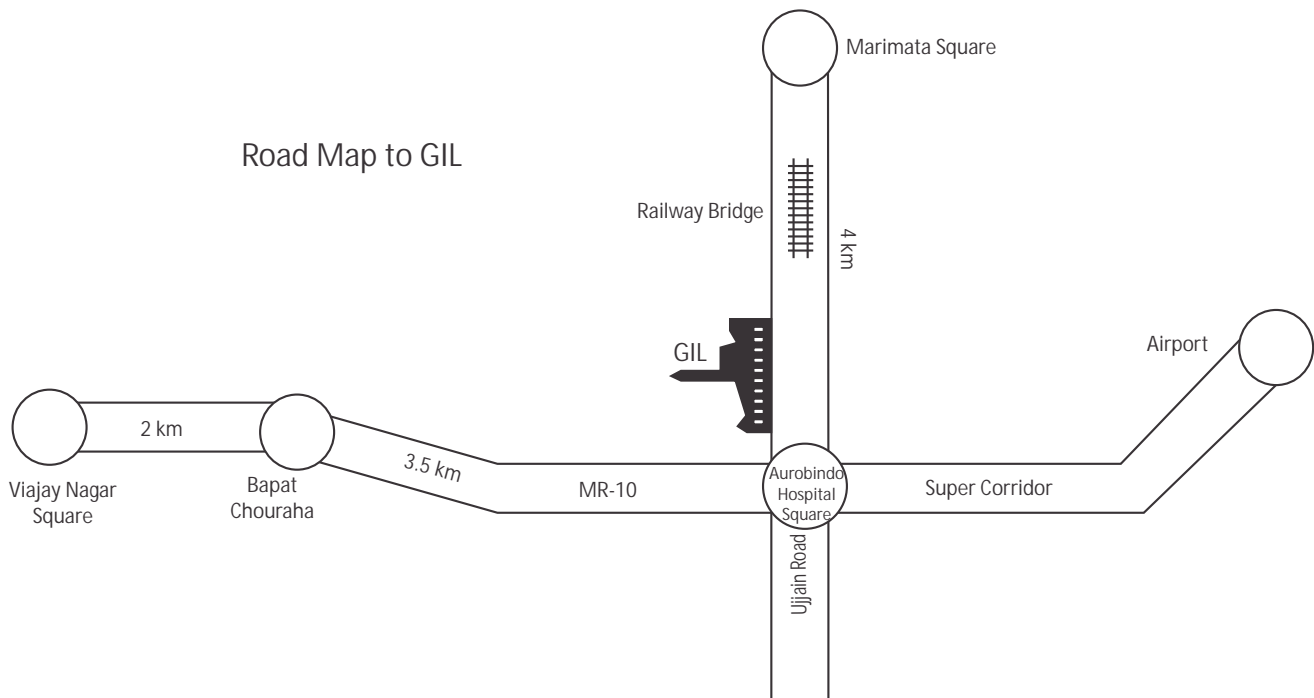 Marimata Square
Road Map to GIL
Railway Bridge
4 km
GIL
Airport
2 km
3.5 km
Viajay Nagar
Square
Bapat
Chouraha
MR-10
Aurobindo
Hospital
Square
Super Corridor
Ujjain Road